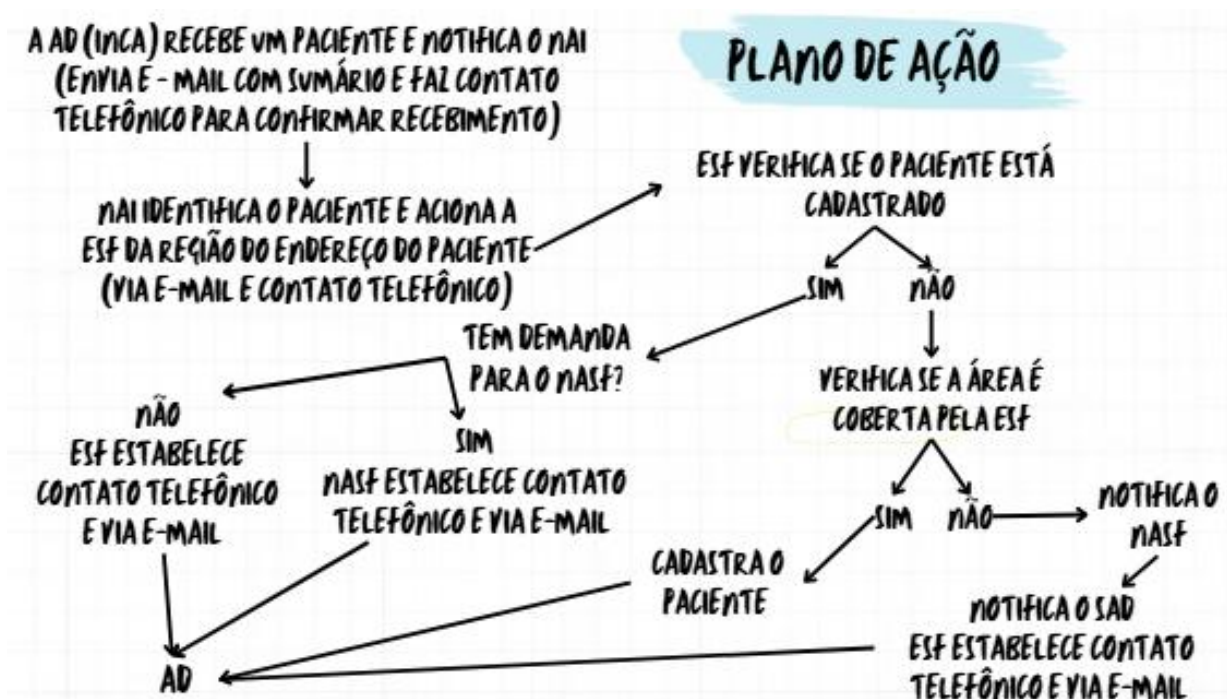 PLANO DE AÇÃO
A AD (INCA) RECEBE UM PACIENTE E NOTIFICA O NAI
(ENVIA E-MAIL COM SUMÁRIO E FAZ CONTATO
TELEFÔNICO PARA CONFIRMAR RECEBIMENTO)
NAI IDENTIFICA O PACIENTE E ACIONA A
ESF DA REGIÃO DO ENDEREÇO DO PACIENTE
(VIA E-MAIL E CONTATO TELEFÔNICO)
ESF VERIFICA SE O PACIENTE ESTÁ
CADASTRADO
SIM
NÃO
TEM DEMANDA
PARA O NASF?
NÃO
ESF ESTABELECE
CONTATO TELEFÔNICO
E VIA E-MAIL
SIM
NASF ESTABELECE CONTATO
TELEFÔNICO E VIA E-MAIL
VERIFICA SE A ÁREA É
COBERTA PELA ESF
SIM
NÃO
NOTIFICA O
NASF
CADASTRA O
PACIENTE
NOTIFICA O SAD
ESF ESTABELECE CONTATO
TELEFÔNICO E VIA E-MAIL
AD